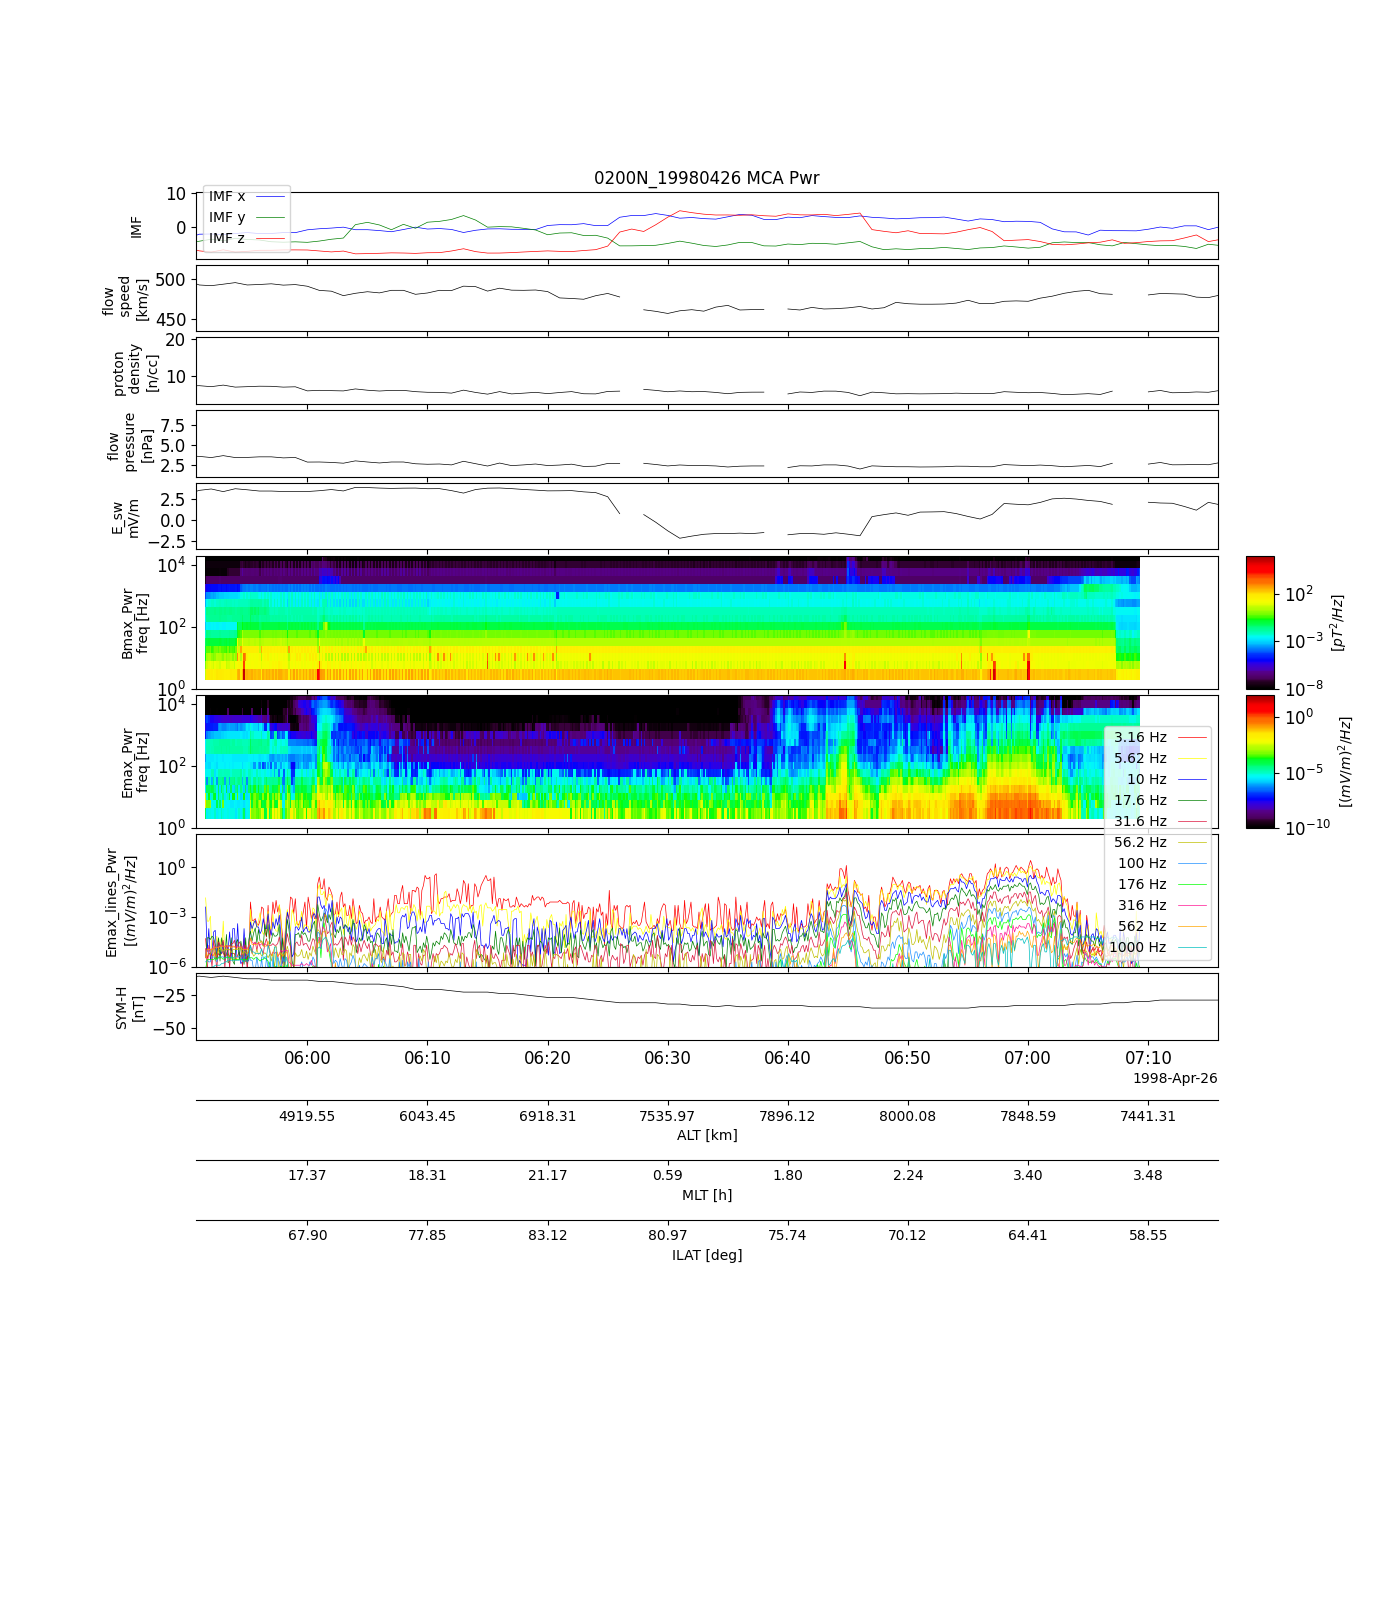 0200N_19980426 MCA Pwr
IMF
10
0
IMF x
IMF y
IMF z
flow
speed
[km/s]
500
450
proton
density
[n/cc]
20
10
flow
pressure
[nPa]
7.5
5.0
2.5
E_sw
mV/m
2.5
0.0
−2.5
Bmax_Pwr
freq [Hz]
10^4
10^2
10^0
10^2
10^−3
10^−8
[pT^2/Hz]
Emax_Pwr
freq [Hz]
10^4
10^2
10^0
10^0
10^−5
10^−10
[(mV/m)^2/Hz]
3.16 Hz
5.62 Hz
10 Hz
17.6 Hz
31.6 Hz
56.2 Hz
100 Hz
176 Hz
316 Hz
562 Hz
1000 Hz
Emax_lines_Pwr
[(mV/m)^2/Hz]
10^0
10^−3
10^−6
SYM-H
[nT]
−25
−50
06:00 06:10 06:20 06:30 06:40 06:50 07:00 07:10
1998-Apr-26
4919.55 6043.45 6918.31 7535.97 7896.12 8000.08 7848.59 7441.31
ALT [km]
17.37 18.31 21.17 0.59 1.80 2.24 3.40 3.48
MLT [h]
67.90 77.85 83.12 80.97 75.74 70.12 64.41 58.55
ILAT [deg]